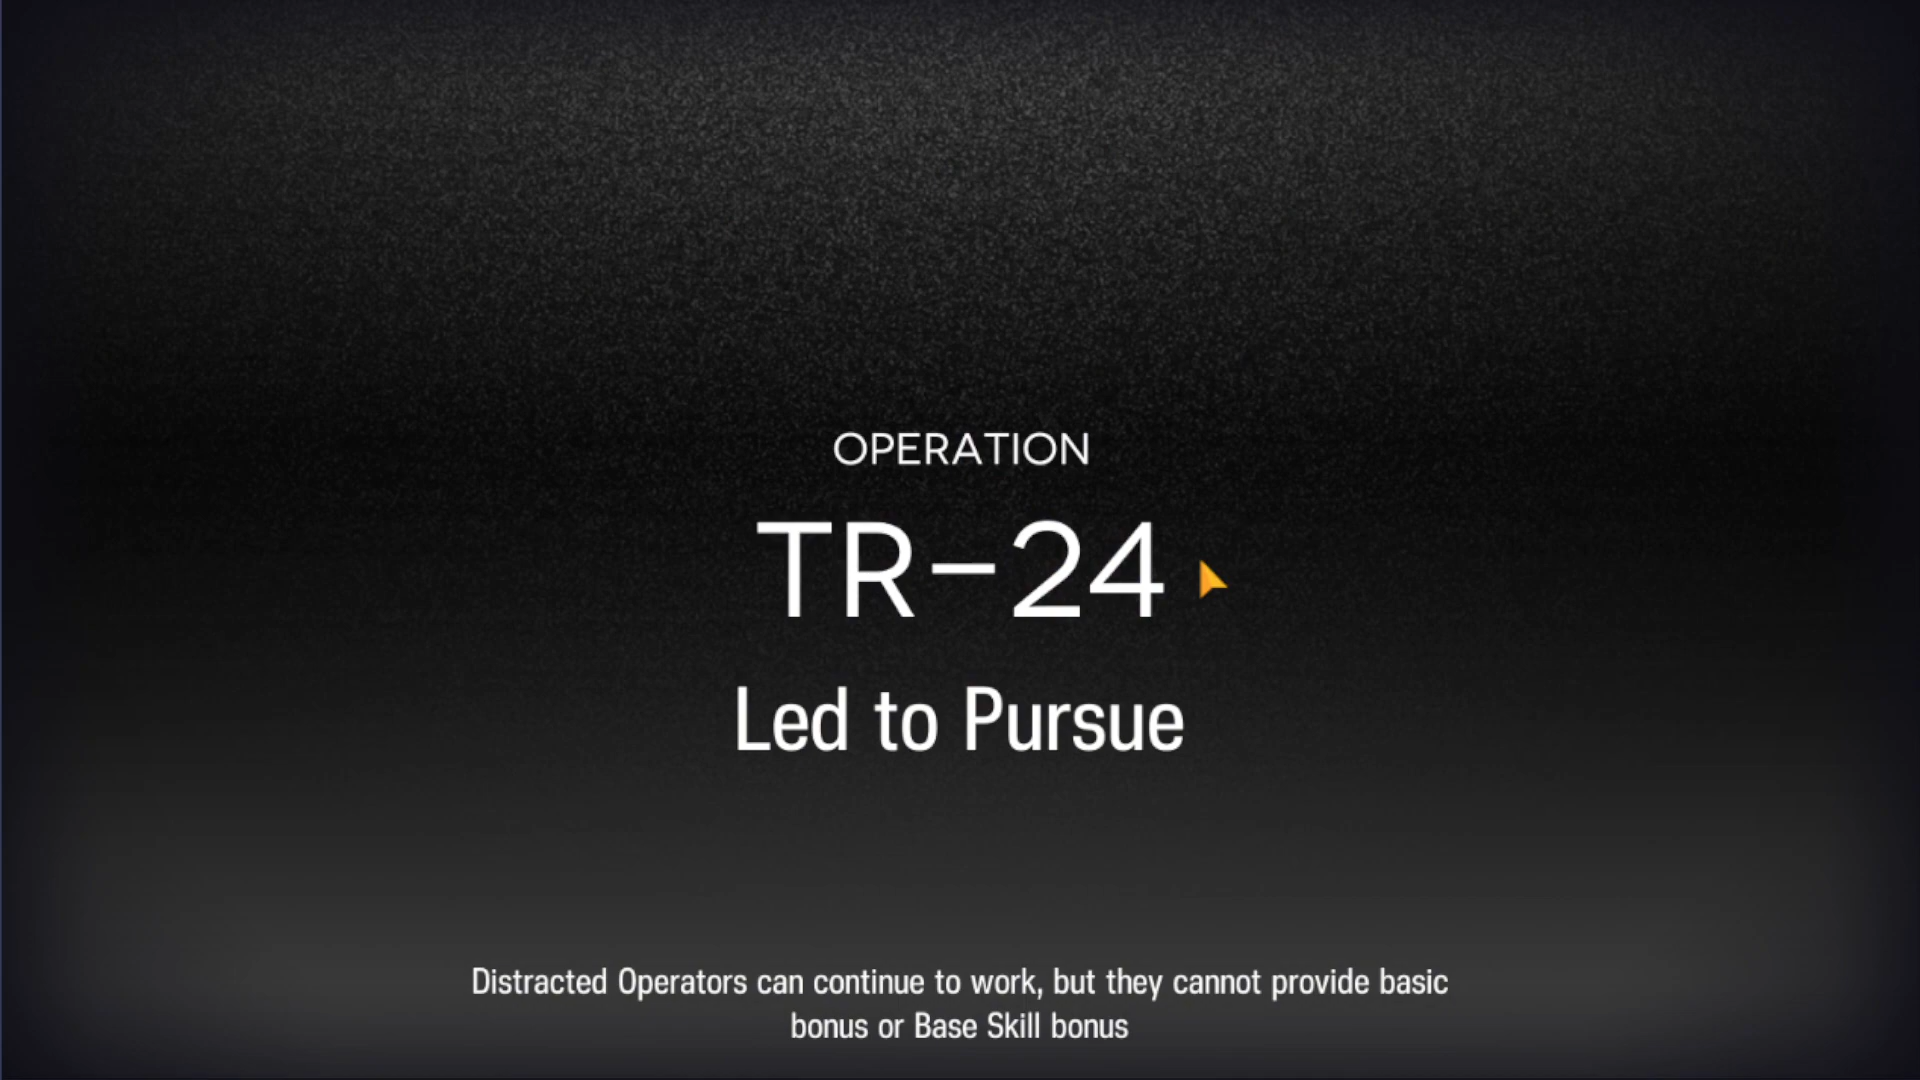 OPERATION
TR-24
Led to Pursue
Distracted Operators can continue to work, but they cannot provide basic
bonus or Base Skill bonus